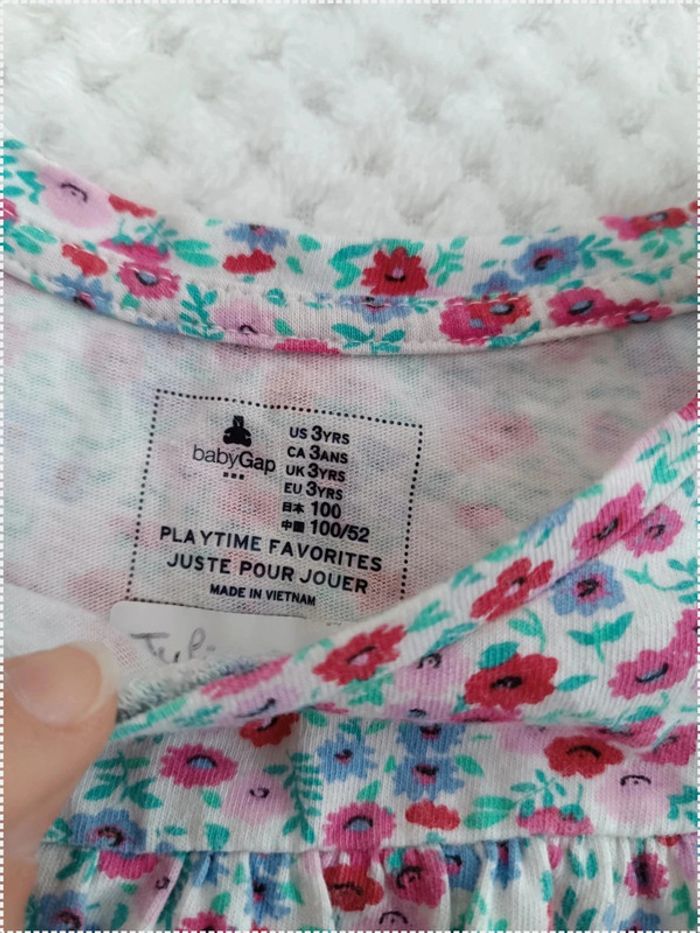 babyGap
US 3YRS
CA 3ANS
UK 3YRS
EU 3YRS
日本 100
中國 100/52
PLAYTIME FAVORITES
JUSTE POUR JOUER
MADE IN VIETNAM